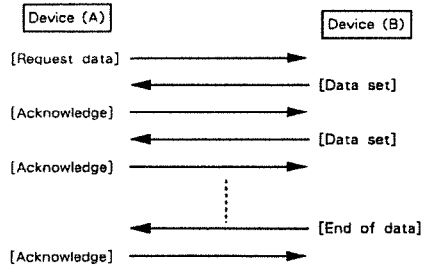 Device (A)
Device (B)
[Request data]
[Data set]
[Acknowledge]
[Data set]
[Acknowledge]
[End of data]
[Acknowledge]